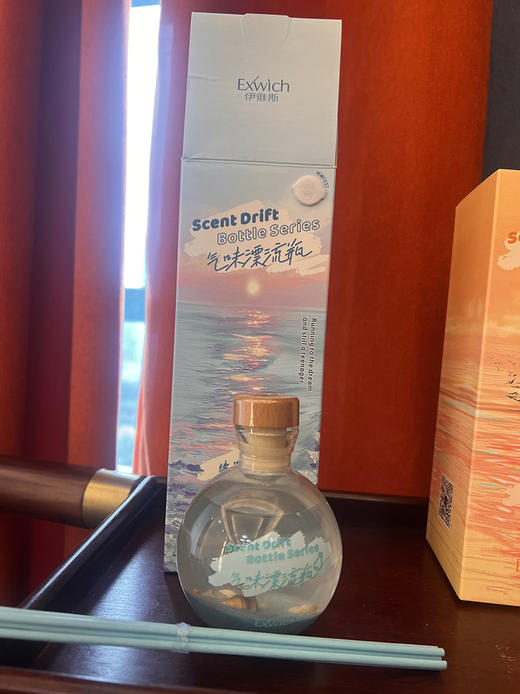 Exwich
伊維斯
Scent Drift
Bottle Series
气味漂流瓶
Running to the dream
and still a teenager.
Scent Drift
Bottle Series
气味漂流瓶
Exwich